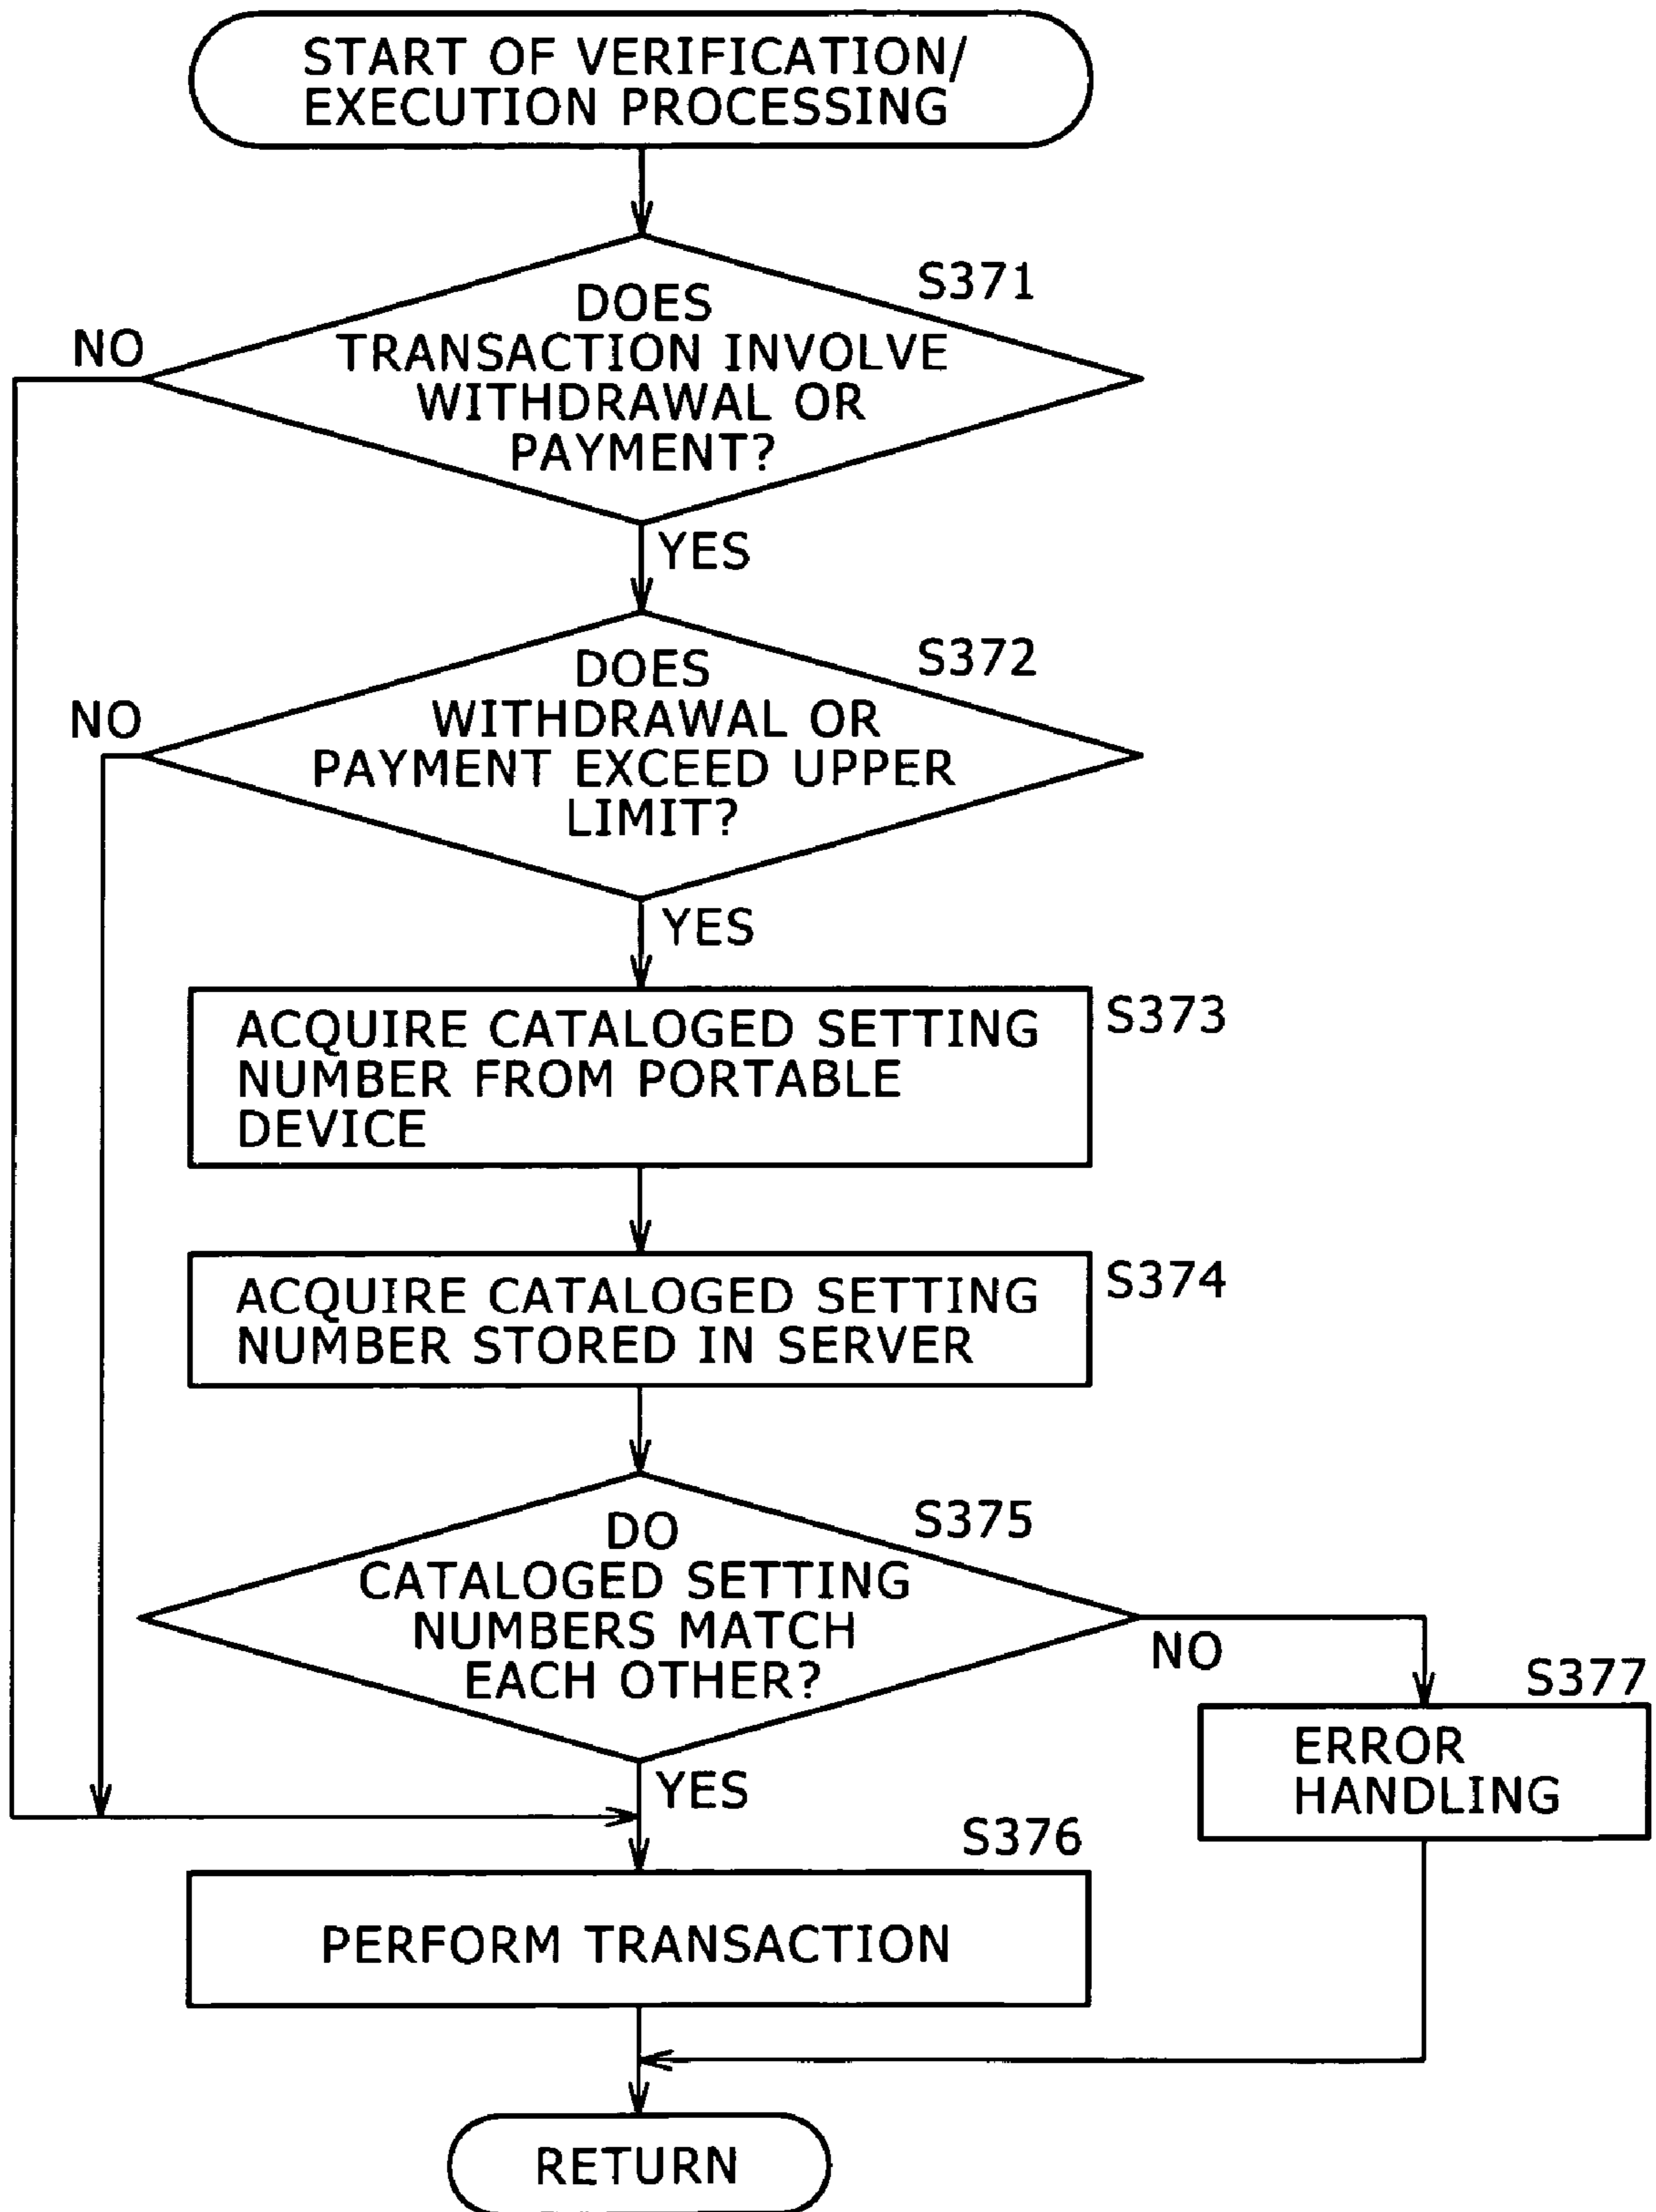 START OF VERIFICATION/
EXECUTION PROCESSING
S371
DOES
TRANSACTION INVOLVE
WITHDRAWAL OR
PAYMENT?
NO
YES
S372
DOES
WITHDRAWAL OR
PAYMENT EXCEED UPPER
LIMIT?
NO
YES
S373
ACQUIRE CATALOGED SETTING
NUMBER FROM PORTABLE
DEVICE
S374
ACQUIRE CATALOGED SETTING
NUMBER STORED IN SERVER
S375
DO
CATALOGED SETTING
NUMBERS MATCH
EACH OTHER?
NO
S377
ERROR
HANDLING
YES
S376
PERFORM TRANSACTION
RETURN